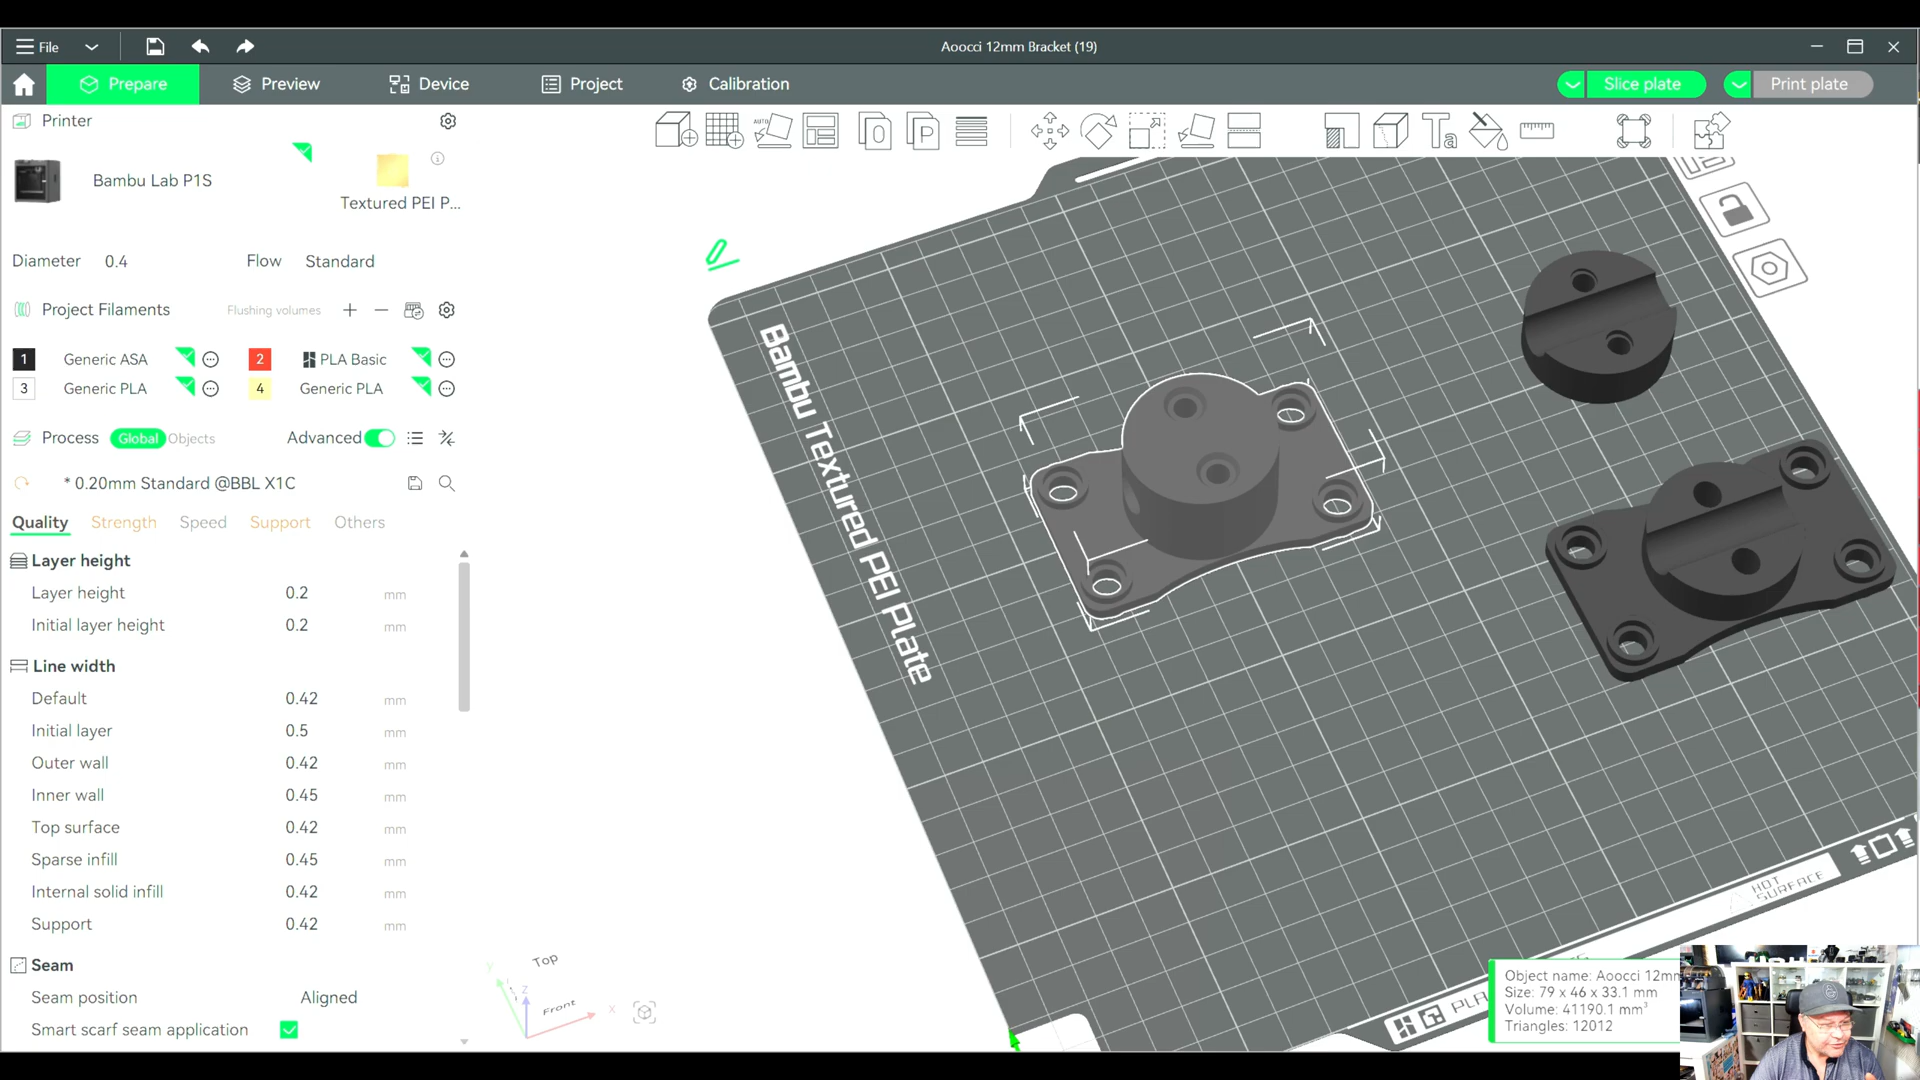 File
Aoocci 12mm Bracket (19)
Prepare
Preview
Device
Project
Calibration
Slice plate
Print plate
Printer
AUTO
O
P
Ta
Bambu Lab P1S
Textured PEI P...
Diameter 0.4 Flow Standard
Project Filaments Flushing volumes
1 Generic ASA 2 PLA Basic
3 Generic PLA 4 Generic PLA
Process Global Objects Advanced
* 0.20mm Standard @BBL X1C
Quality Strength Speed Support Others
Layer height
Layer height 0.2 mm
Initial layer height 0.2 mm
Line width
Default 0.42 mm
Initial layer 0.5 mm
Outer wall 0.42 mm
Inner wall 0.45 mm
Top surface 0.42 mm
Sparse infill 0.45 mm
Internal solid infill 0.42 mm
Support 0.42 mm
Seam
Seam position Aligned
Smart scarf seam application
Bambu Textured PEI Plate
Top
Front
X
Y
Z
HOT
SURFACE
PLA
Object name: Aoocci 12mm
Size: 79 x 46 x 33.1 mm
Volume: 41190.1 mm³
Triangles: 12012